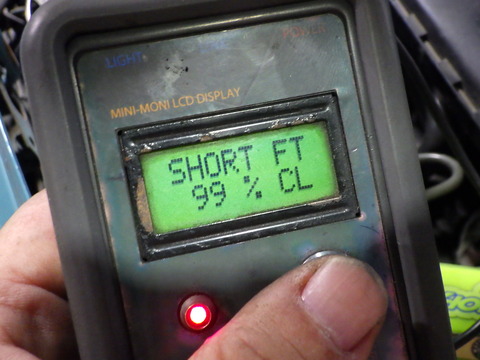 LIGHT
POWER
MINI-MONI LCD DISPLAY
SHORT FT
99 % CL